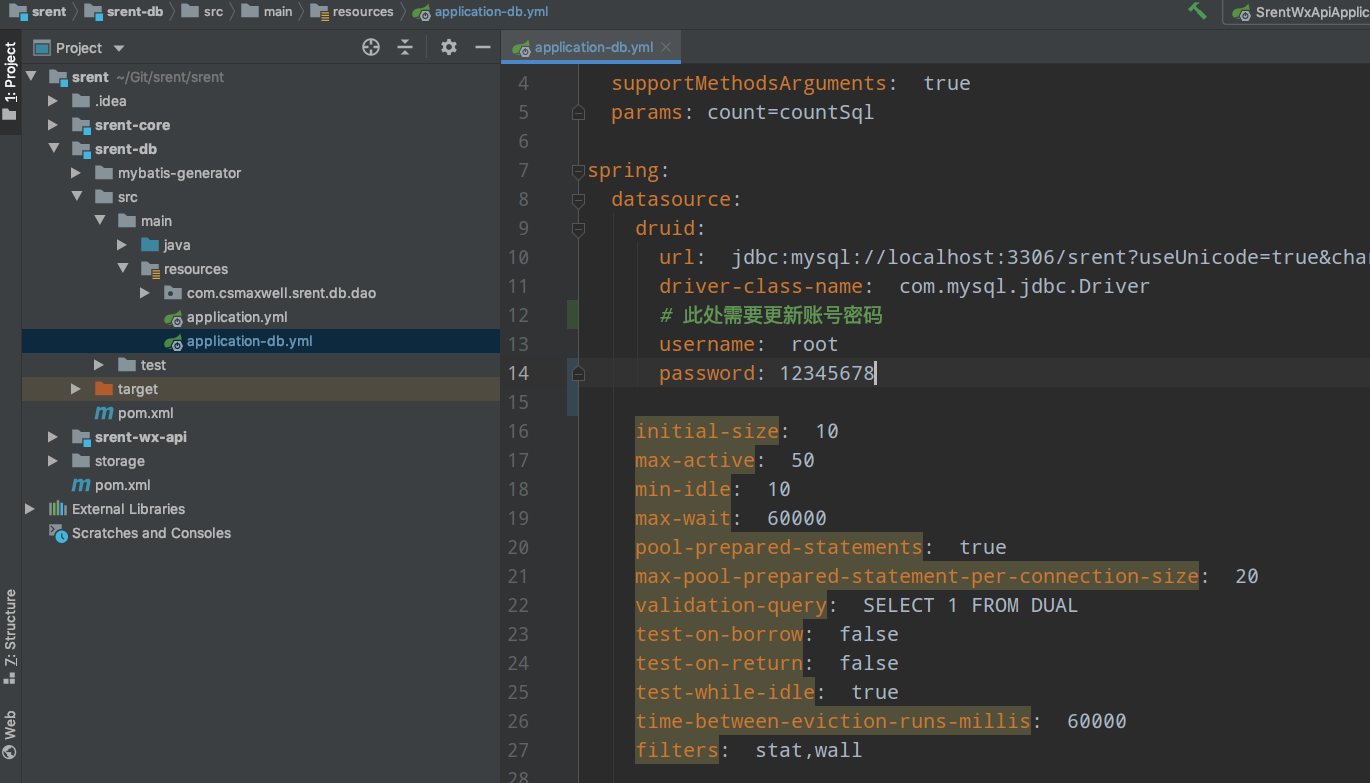 srent srent-db src main resources application-db.yml SrentWxApiApplic
1: Project
Project
application-db.yml
srent ~/Git/srent/srent
.idea
srent-core
srent-db
mybatis-generator
src
main
java
resources
com.csmaxwell.srent.db.dao
application.yml
application-db.yml
test
target
pom.xml
srent-wx-api
storage
pom.xml
External Libraries
Scratches and Consoles
Z: Structure
Web
4 supportMethodsArguments: true
5 params: count=countSql
6
7 spring:
8 datasource:
9 druid:
10 url: jdbc:mysql://localhost:3306/srent?useUnicode=true&char
11 driver-class-name: com.mysql.jdbc.Driver
12 # 此处需要更新账号密码
13 username: root
14 password: 12345678
15
16 initial-size: 10
17 max-active: 50
18 min-idle: 10
19 max-wait: 60000
20 pool-prepared-statements: true
21 max-pool-prepared-statement-per-connection-size: 20
22 validation-query: SELECT 1 FROM DUAL
23 test-on-borrow: false
24 test-on-return: false
25 test-while-idle: true
26 time-between-eviction-runs-millis: 60000
27 filters: stat,wall
28